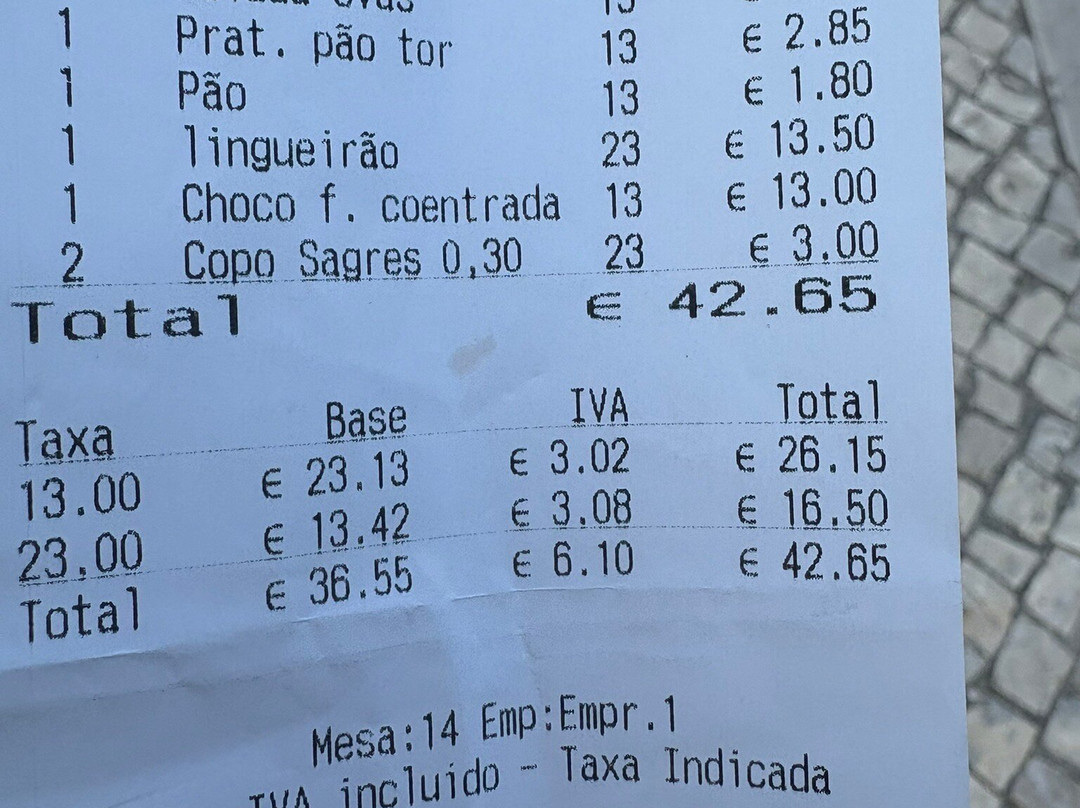 ovas 13
1 Prat. pão tor 13 € 2.85
1 Pão 13 € 1.80
1 lingueirão 23 € 13.50
1 Choco f. coentrada 13 € 13.00
2 Copo Sagres 0,30 23 € 3.00
Total € 42.65
Taxa Base IVA Total
13.00 € 23.13 € 3.02 € 26.15
23.00 € 13.42 € 3.08 € 16.50
Total € 36.55 € 6.10 € 42.65
Mesa:14 Emp:Empr.1
IVA incluido - Taxa Indicada